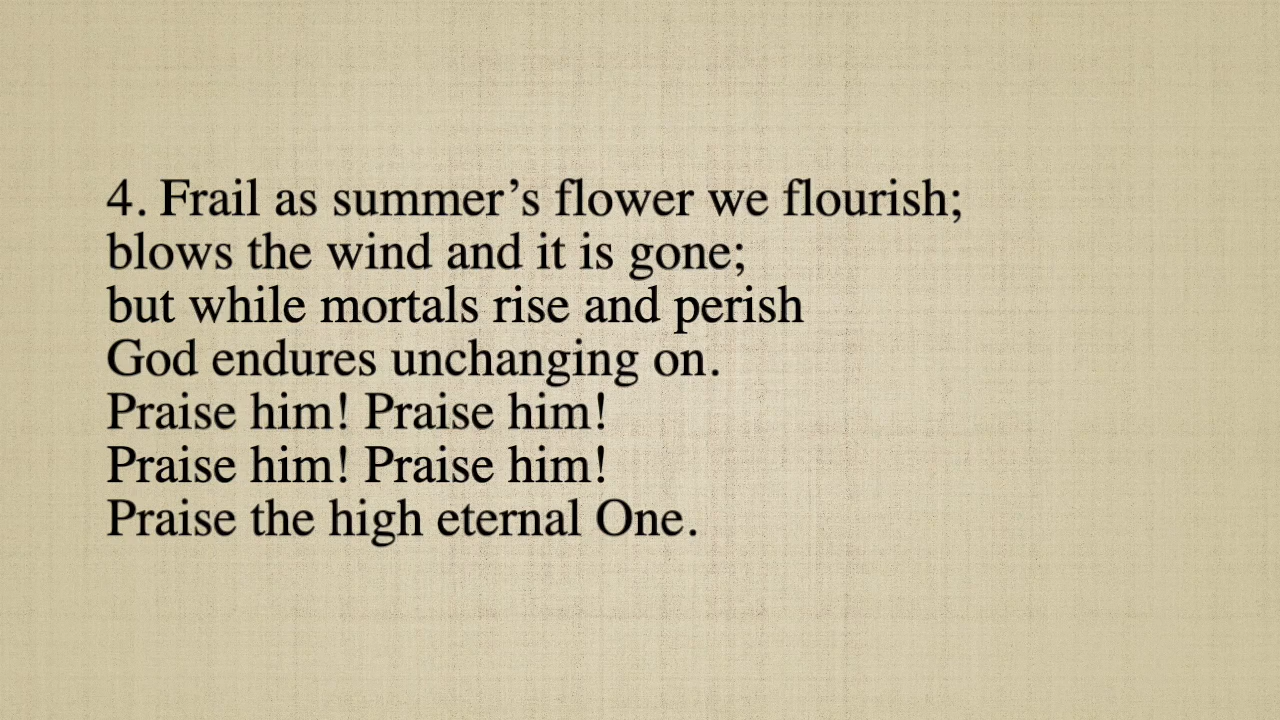 4. Frail as summer’s flower we flourish;
blows the wind and it is gone;
but while mortals rise and perish
God endures unchanging on.
Praise him! Praise him!
Praise him! Praise him!
Praise the high eternal One.